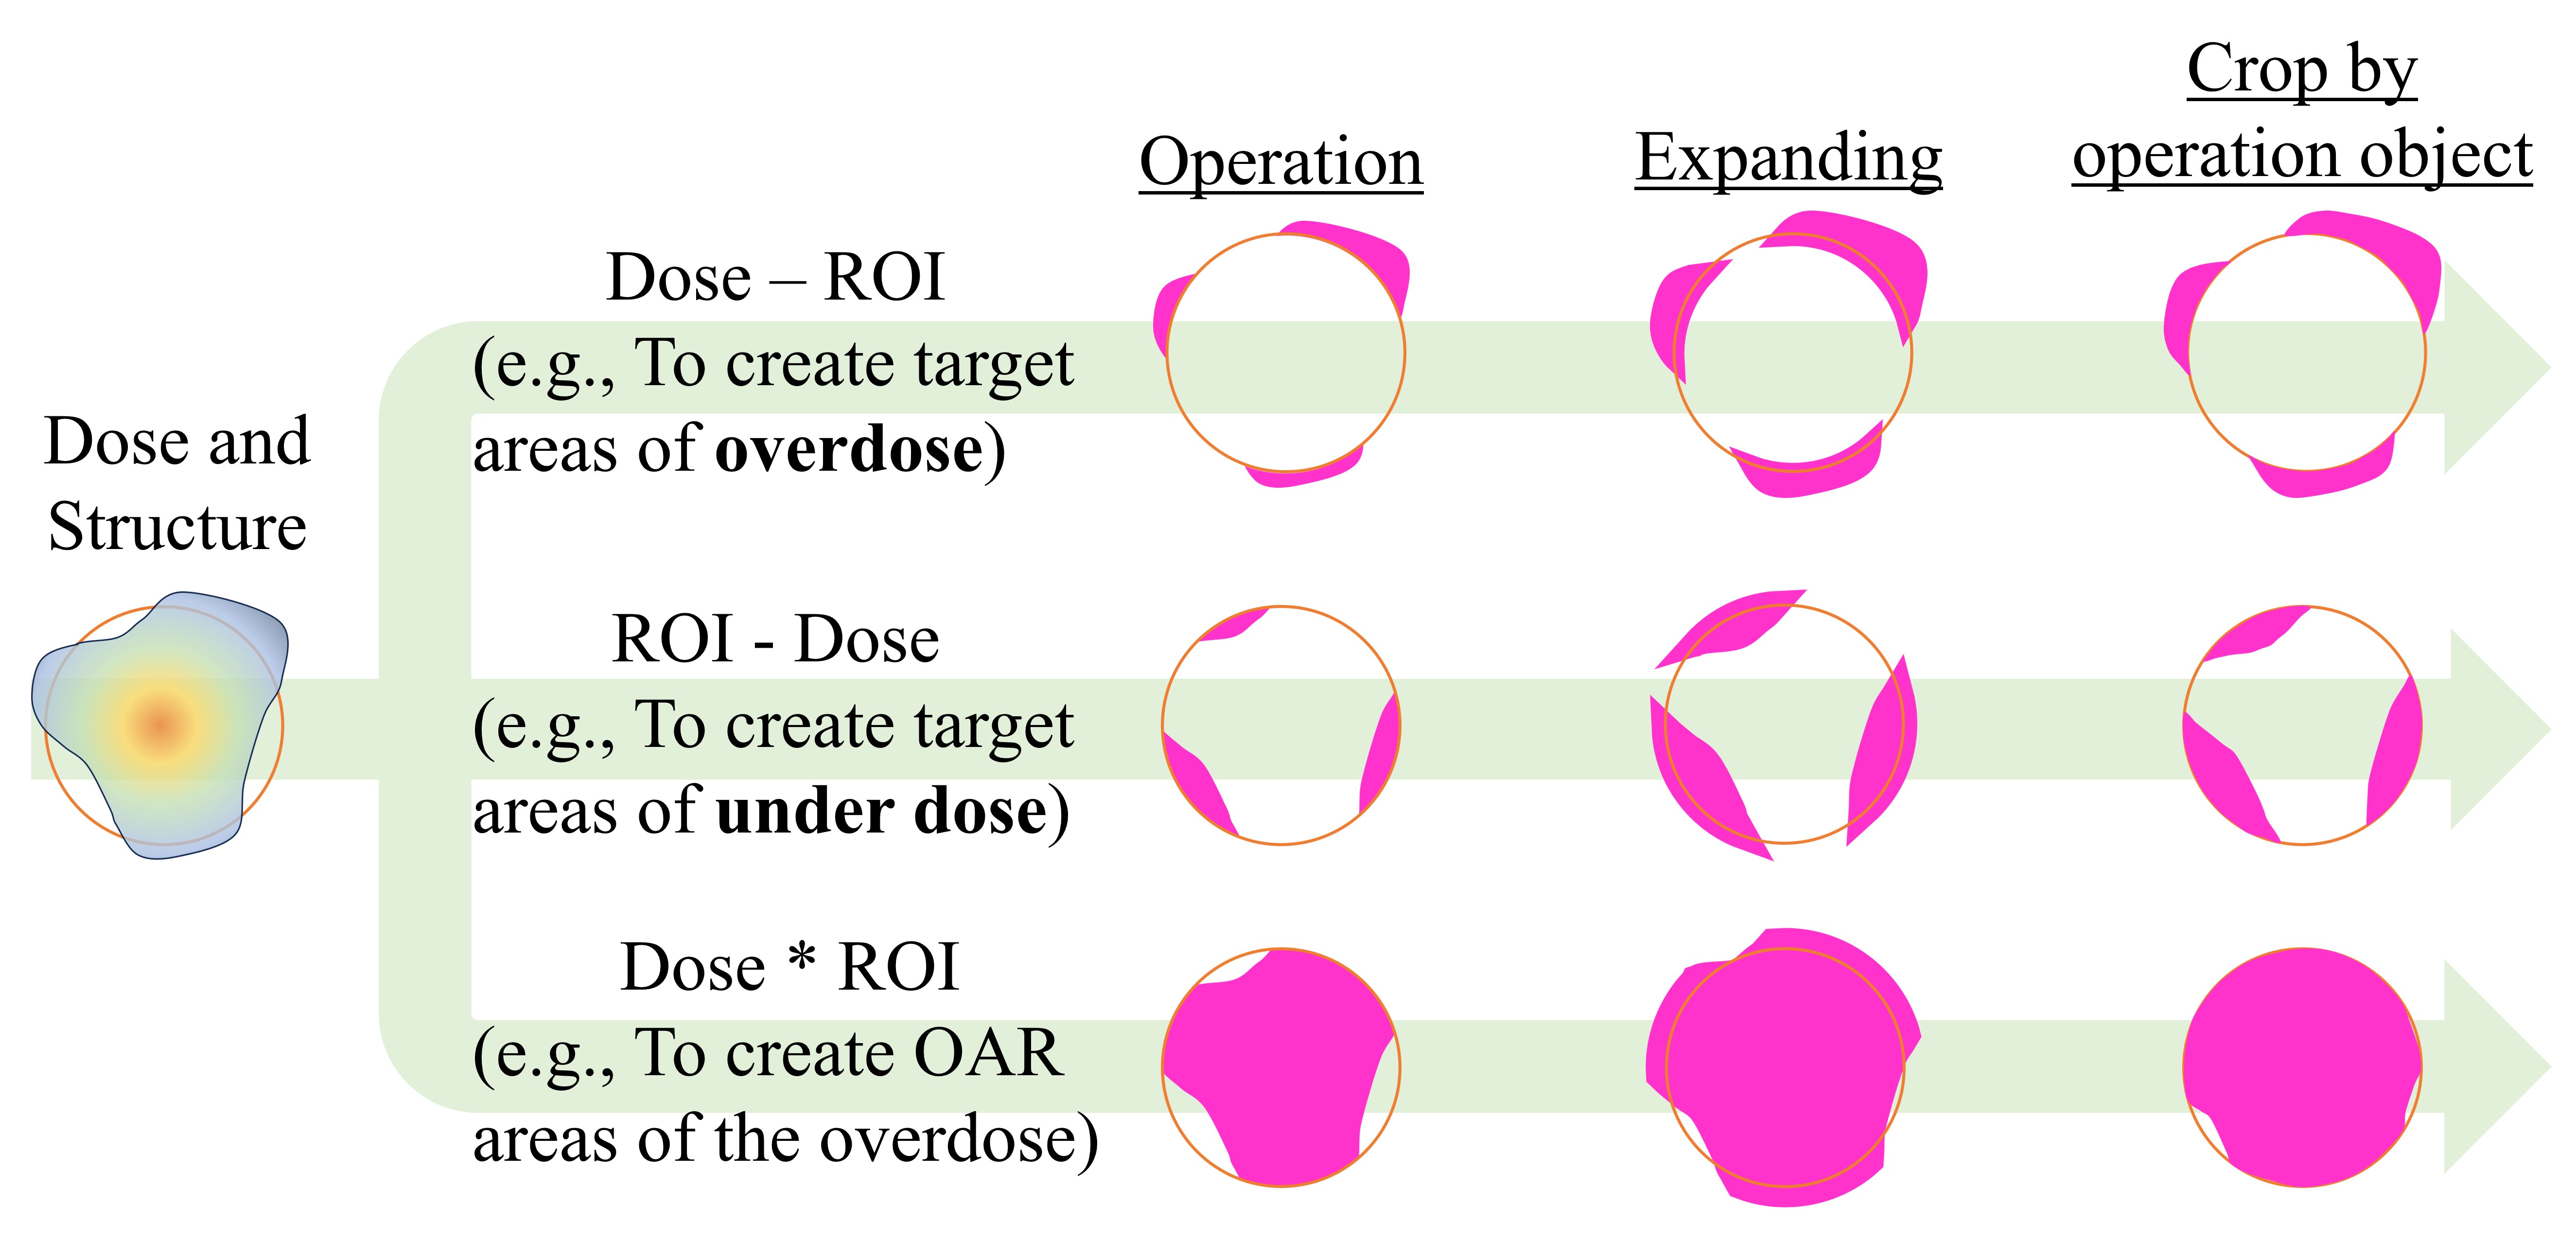 Dose and
Structure
Operation
Expanding
Crop by
operation object
Dose – ROI
(e.g., To create target
areas of overdose)
ROI - Dose
(e.g., To create target
areas of under dose)
Dose * ROI
(e.g., To create OAR
areas of the overdose)